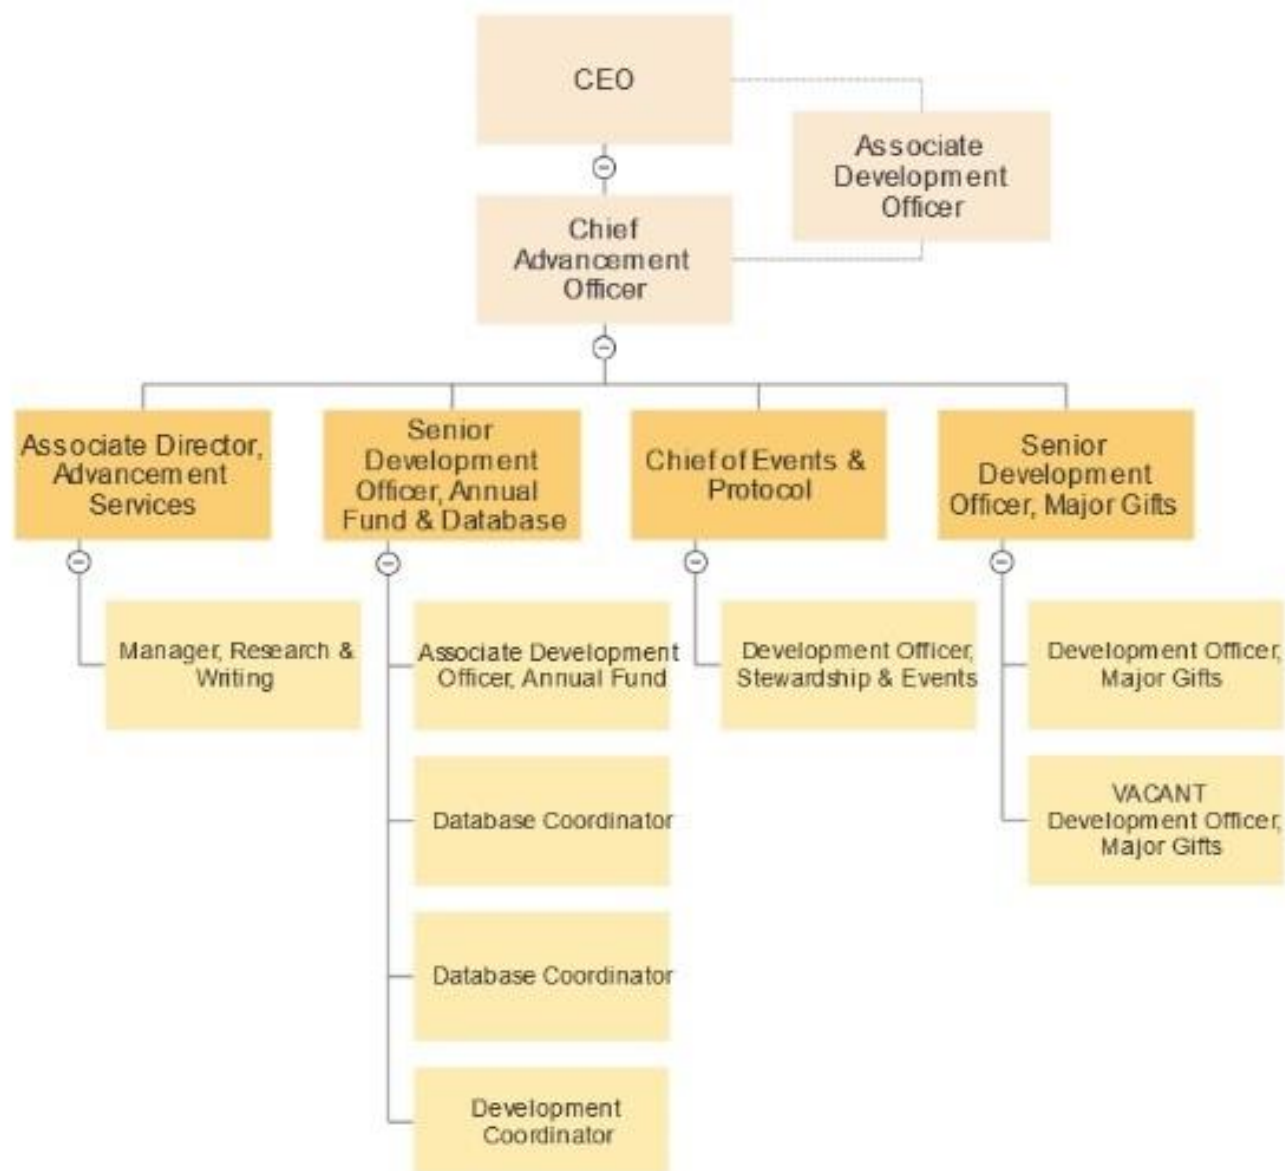 CEO
Associate
Development
Officer
Chief
Advancement
Officer
Associate Director,
Advancement
Services
Senior
Development
Officer, Annual
Fund & Database
Chief of Events &
Protocol
Senior
Development
Officer, Major Gifts
Manager, Research &
Writing
Associate Development
Officer, Annual Fund
Database Coordinator
Database Coordinator
Development
Coordinator
Development Officer,
Stewardship & Events
Development Officer,
Major Gifts
VACANT
Development Officer,
Major Gifts